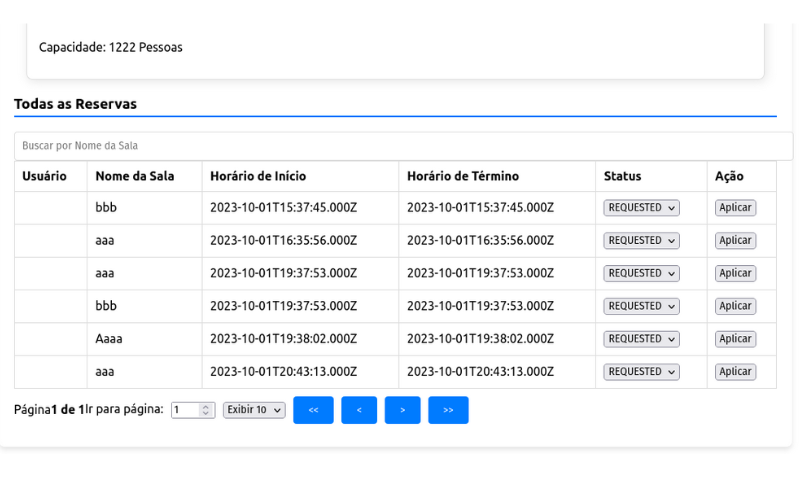 Capacidade: 1222 Pessoas
Todas as Reservas
Buscar por Nome da Sala
Usuário Nome da Sala Horário de Início Horário de Término Status Ação
bbb 2023-10-01T15:37:45.000Z 2023-10-01T15:37:45.000Z REQUESTED Aplicar
aaa 2023-10-01T16:35:56.000Z 2023-10-01T16:35:56.000Z REQUESTED Aplicar
aaa 2023-10-01T19:37:53.000Z 2023-10-01T19:37:53.000Z REQUESTED Aplicar
bbb 2023-10-01T19:37:53.000Z 2023-10-01T19:37:53.000Z REQUESTED Aplicar
Aaaa 2023-10-01T19:38:02.000Z 2023-10-01T19:38:02.000Z REQUESTED Aplicar
aaa 2023-10-01T20:43:13.000Z 2023-10-01T20:43:13.000Z REQUESTED Aplicar
Página1 de 1Ir para página: 1 Exibir 10 << < > >>